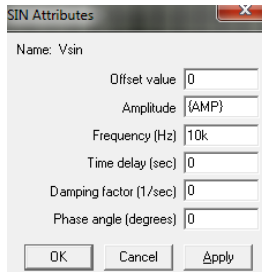 SIN Attributes
Name: Vsin
Offset value 0
Amplitude {AMP}
Frequency (Hz) 10k
Time delay (sec) 0
Damping factor (1/sec) 0
Phase angle (degrees) 0
OK Cancel Apply